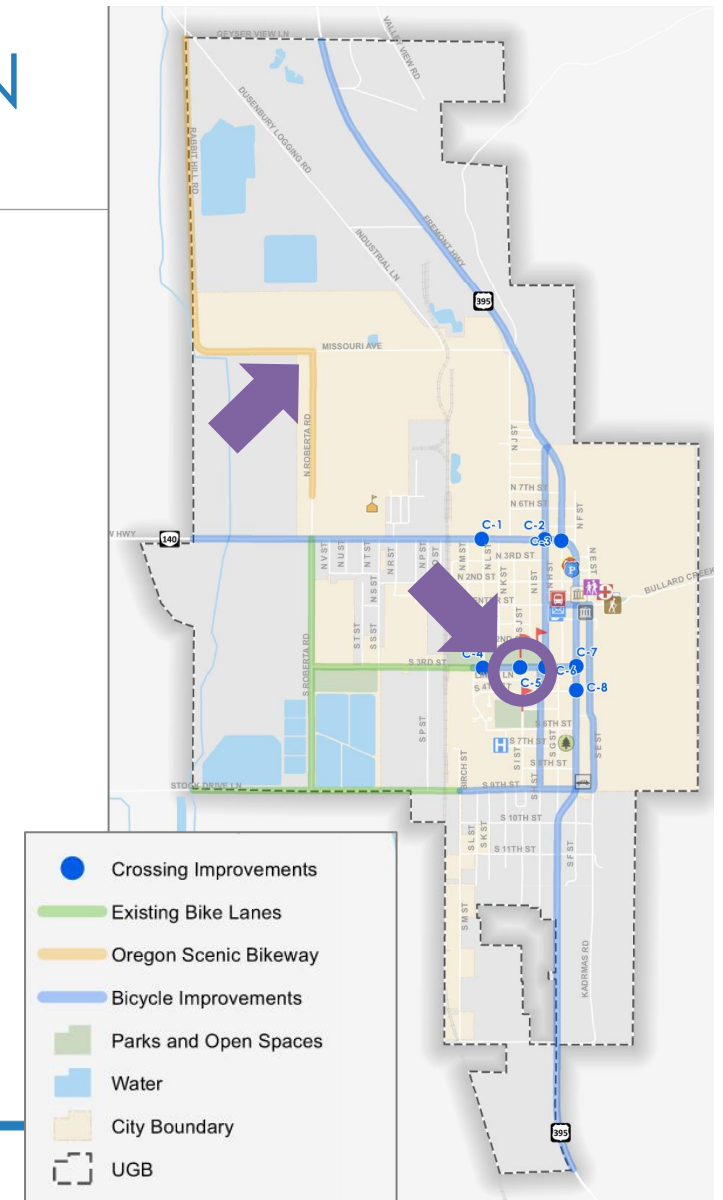 N
GEYSER VIEW LN
VALLEY VIEW RD
DUSENBURY LOGGING RD
RABBIT HILL RD
INDUSTRIAL LN
FREMONT HWY
395
MISSOURI AVE
N ROBERTA RD
N J ST
N 7TH ST
N 6TH ST
N F ST
C-1
C-2
C-3
W HWY
140
N V ST
N U ST
N T ST
N R ST
N P ST
N M ST
N L ST
N 3RD ST
N K ST
N I ST
N H ST
N E ST
N 2ND ST
P
BULLARD CREEK
S S ST
N S ST
S T ST
S J ST
2ND
S ROBERTA RD
S 3RD ST
C-4
C-5
C-6
C-7
C-8
LN
S 4TH
S P ST
S 6TH ST
H
S 7TH ST
S I ST
S G ST
S 8TH ST
S E ST
S H ST
BIRCH ST
S 9TH ST
STOCK DRIVE LN
S 10TH ST
S L ST
S K ST
S 11TH ST
S F ST
S M ST
KADRMAS RD
395
Crossing Improvements
Existing Bike Lanes
Oregon Scenic Bikeway
Bicycle Improvements
Parks and Open Spaces
Water
City Boundary
UGB